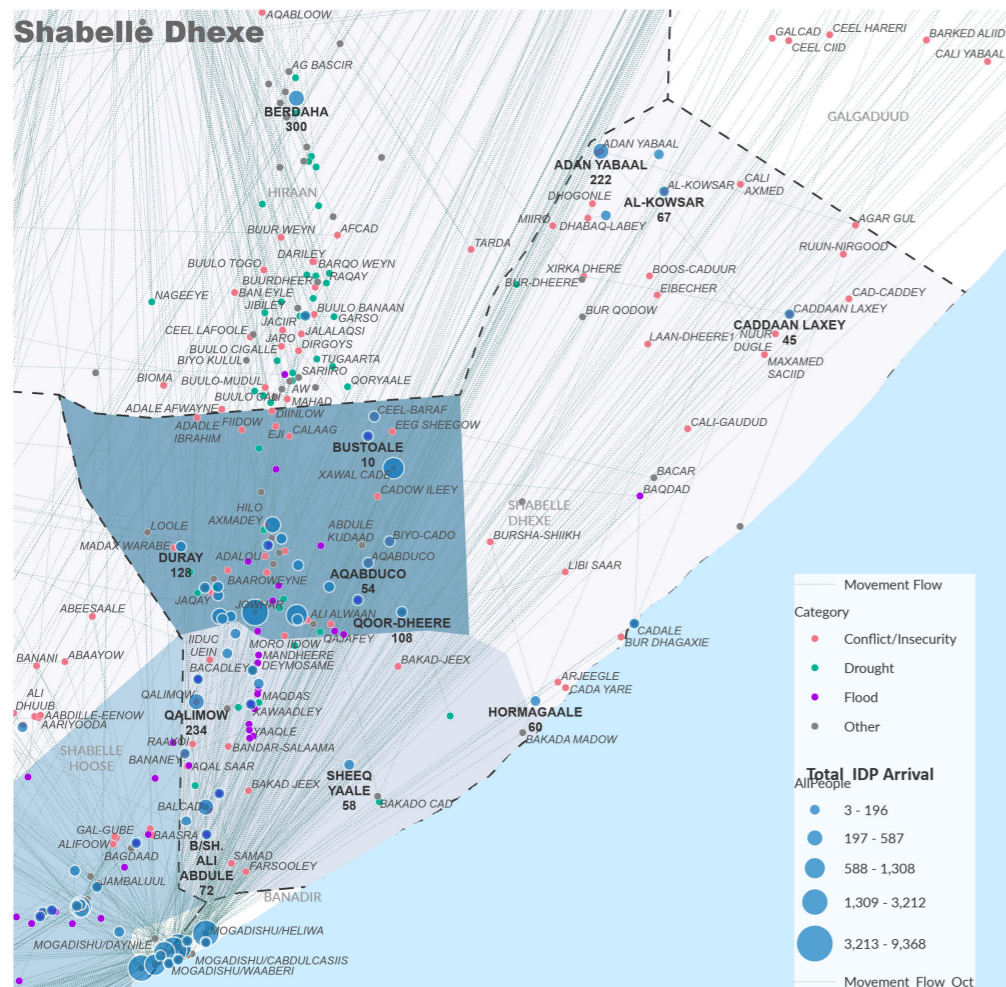 Shabelle Dhexe
AQABLOOW
GALCAD
CEEL HARERI
CEEL CIID
BARKED ALIID
CALI YABAAL
AG BASCIR
BERDAHA
300
GALGADUUD
ADAN YABAAL
ADAN YABAAL
222
AL-KOWSAR
AL-KOWSAR
67
CALI
AXMED
HIRAAN
DHOGONLE
MIIRO
DHABAQ-LABEY
AGAR GUL
BUUR WEYN
AFCAD
TARDA
RUUN-NIRGOOD
DARILEY
BUULO TOGO
BARQO WEYN
BUURDHEER
RAQAY
XIRKA DHERE
BUR-DHEERE
BOOS-CADUUR
BAN EYLE
EIBECHER
CAD-CADDEY
NAGEEYE
JIBILEY
BUULO BANAAN
GARSO
BUR QODOW
CADDAAN LAXEY
CADDAAN LAXEY
45
JACIIR
CEEL LAFOOLE
JALALAQSI
JARO
DIRGOYS
LAAN-DHEERE1
NUUR
DUGLE
BUULO CIGALLE
BIYO KULUL
TUGAARTA
MAXAMED
SACIID
SARIIRO
BIOMA
BUULO-MUDUL
QORYAALE
AW
MAHAD
BUULO CALI
ADALE AFWAYNE
DIINLOW
CEEL-BARAF
ADADLE
IBRAHIM
FIIDOW
EJI
CALAAG
EEG SHEEGOW
CALI-GAUDUD
BUSTOALE
10
XAWAL CADE
BACAR
CADOW ILEEY
BAQDAD
HILO
AXMADEY
SHABELLE
DHEXE
LOOLE
ABDULE
KUDAAD
BIYO-CADO
BURSHA-SHIIKH
MADAX WARABE
DURAY
128
ADALOU
AQABDUCO
AQABDUCO
54
BAAROWEYNE
LIBI SAAR
JAQAY
JOWHAR
ABEESAALE
ALI ALWAAN
QOOR-DHEERE
108
QAJAFEY
CADALE
BUR DHAGAXIE
IIDUC
UEIN
MORO IIDOW
MANDHEERE
BANANI
ABAAYOW
BACADLEY
DEYMOSAME
BAKAD-JEEX
ARJEEGLE
CADA YARE
ALI
DHUUB
QALIMOW
QALIMOW
234
MAQDAS
XAWAADLEY
HORMAGAALE
60
AABDILLE-EENOW
AARIYOODA
YAAQLE
BAKADA MADOW
RAAXOI
BANDAR-SALAAMA
SHABELLE
HOOSE
BANANEY
AQAL SAAR
SHEEQ
YAALE
58
BAKAD JEEX
BAKADO CAD
BALCAD
GAL-GUBE
BAASRA
ALIFOOW
BAGDAAD
B/SH.
ALI
ABDULE
72
SAMAD
FARSOOLEY
JAMBALUUL
BANADIR
MOGADISHU/HELIWA
MOGADISHU/DAYNILE
MOGADISHU/CABDULCASIIS
MOGADISHU/WAABERI
Movement Flow
Category
Conflict/Insecurity
Drought
Flood
Other
Total IDP Arrival
AllPeople
3 - 196
197 - 587
588 - 1,308
1,309 - 3,212
3,213 - 9,368
Movement_Flow_Oct